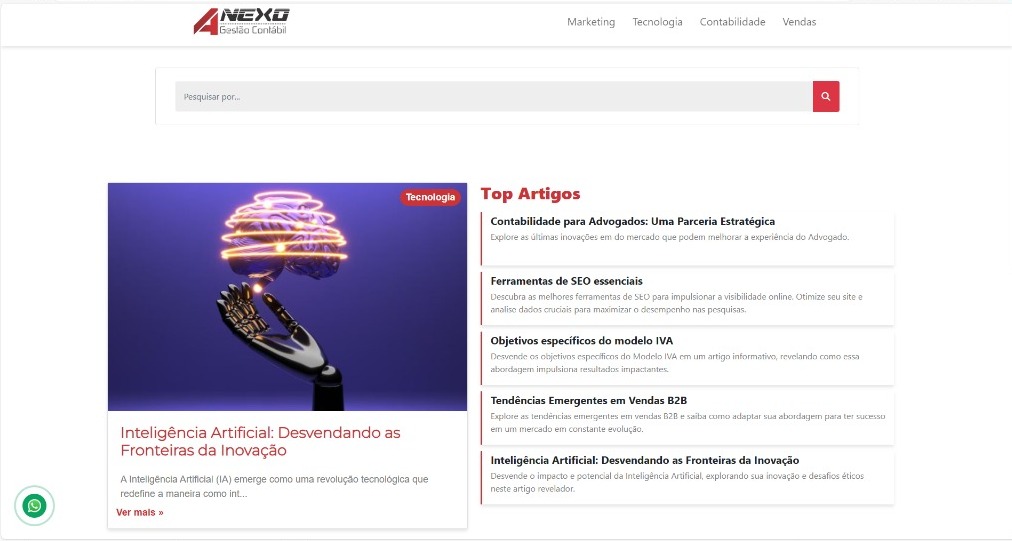 ANEXO
Gestão Contábil
Marketing Tecnologia Contabilidade Vendas
Pesquisar por...
Tecnologia
Inteligência Artificial: Desvendando as
Fronteiras da Inovação
A Inteligência Artificial (IA) emerge como uma revolução tecnológica que
redefine a maneira como int...
Ver mais »
Top Artigos
Contabilidade para Advogados: Uma Parceria Estratégica
Explore as últimas inovações em do mercado que podem melhorar a experiência do Advogado.
Ferramentas de SEO essenciais
Descubra as melhores ferramentas de SEO para impulsionar a visibilidade online. Otimize seu site e
analise dados cruciais para maximizar o desempenho nas pesquisas.
Objetivos específicos do modelo IVA
Desvende os objetivos específicos do Modelo IVA em um artigo informativo, revelando como essa
abordagem impulsiona resultados impactantes.
Tendências Emergentes em Vendas B2B
Explore as tendências emergentes em vendas B2B e saiba como adaptar sua abordagem para ter sucesso
em um mercado em constante evolução.
Inteligência Artificial: Desvendando as Fronteiras da Inovação
Desvende o impacto e potencial da Inteligência Artificial, explorando sua inovação e desafios éticos
neste artigo revelador.